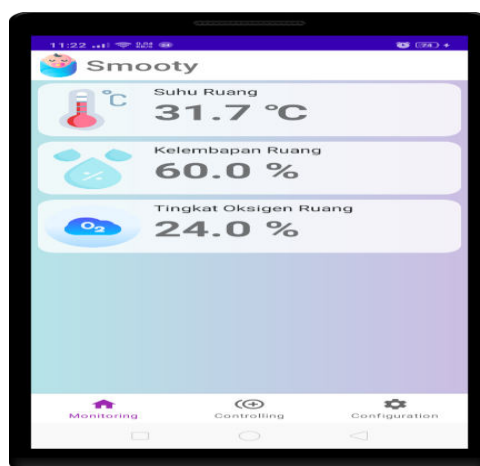 11:22
Smooty
°C
Suhu Ruang
31.7 °C
Kelembapan Ruang
%
60.0 %
O2
Tingkat Oksigen Ruang
24.0 %
Monitoring
Controlling
Configuration